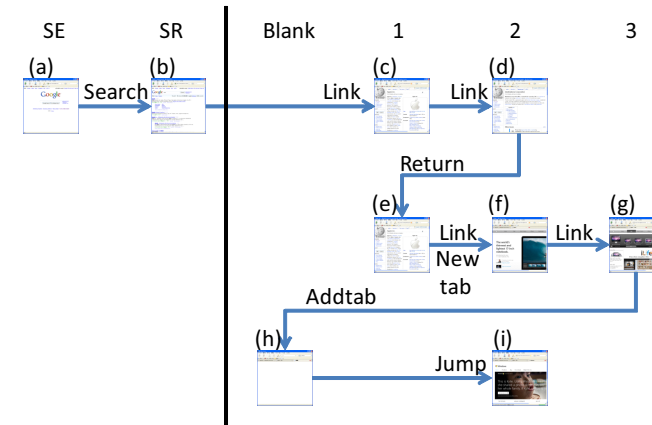 SE SR Blank 1 2 3
(a) (b) (c) (d)
Google
Search Link Link
Return
(e) (f) (g)
Link Link
New
tab
Addtab
(h) (i)
Jump